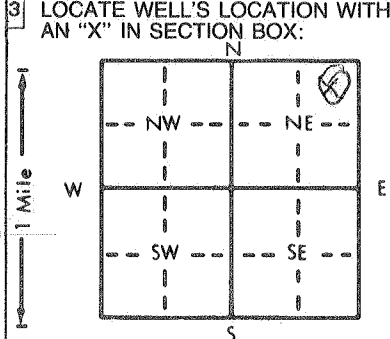 3 LOCATE WELL'S LOCATION WITH
AN "X" IN SECTION BOX:
N
NW NE
W E
1 Mile
SW SE
S
X